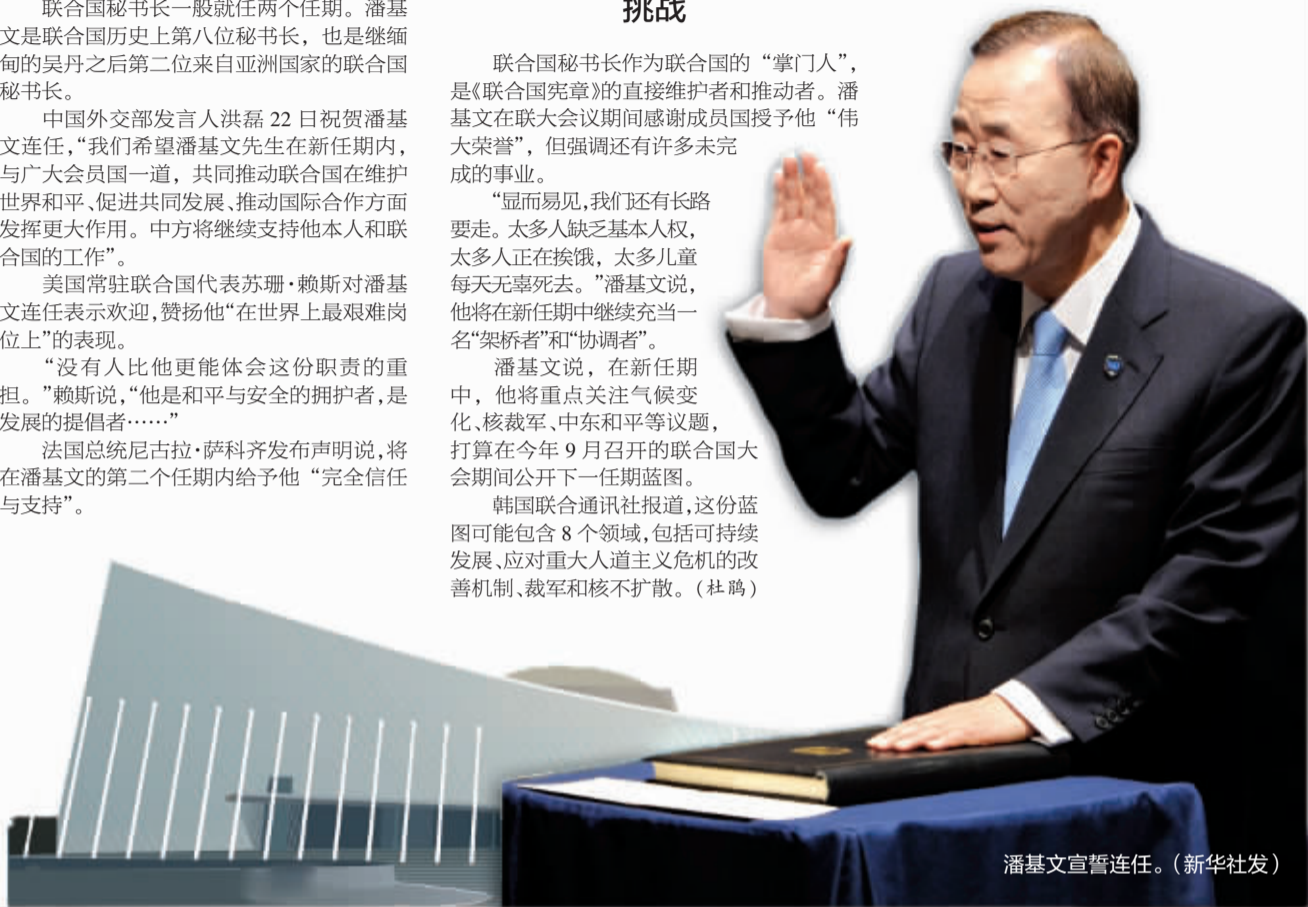 联合国秘书长一般就任两个任期。潘基
文是联合国历史上第八位秘书长，也是继缅
甸的吴丹之后第二位来自亚洲国家的联合国
秘书长。
中国外交部发言人洪磊 22 日祝贺潘基
文连任，“我们希望潘基文先生在新任期内，
与广大会员国一道，共同推动联合国在维护
世界和平、促进共同发展、推动国际合作方面
发挥更大作用。中方将继续支持他本人和联
合国的工作”。
美国常驻联合国代表苏珊·赖斯对潘基
文连任表示欢迎，赞扬他“在世界上最艰难岗
位上”的表现。
“没有人比他更能体会这份职责的重
担。”赖斯说，“他是和平与安全的拥护者，是
发展的提倡者……”
法国总统尼古拉·萨科齐发布声明说，将
在潘基文的第二个任期内给予他“完全信任
与支持”。
挑战
联合国秘书长作为联合国的“掌门人”，
是《联合国宪章》的直接维护者和推动者。潘
基文在联大会议期间感谢成员国授予他“伟
大荣誉”，但强调还有许多未完
成的事业。
“显而易见，我们还有长路
要走。太多人缺乏基本人权，
太多人正在挨饿，太多儿童
每天无辜死去。”潘基文说，
他将在新任期中继续充当一
名“架桥者”和“协调者”。
潘基文说，在新任期
中，他将重点关注气候变
化、核裁军、中东和平等议题，
打算在今年 9 月召开的联合国大
会期间公开下一任期蓝图。
韩国联合通讯社报道，这份蓝
图可能包含 8 个领域，包括可持续
发展、应对重大人道主义危机的改
善机制、裁军和核不扩散。（杜鹃）
潘基文宣誓连任。（新华社发）